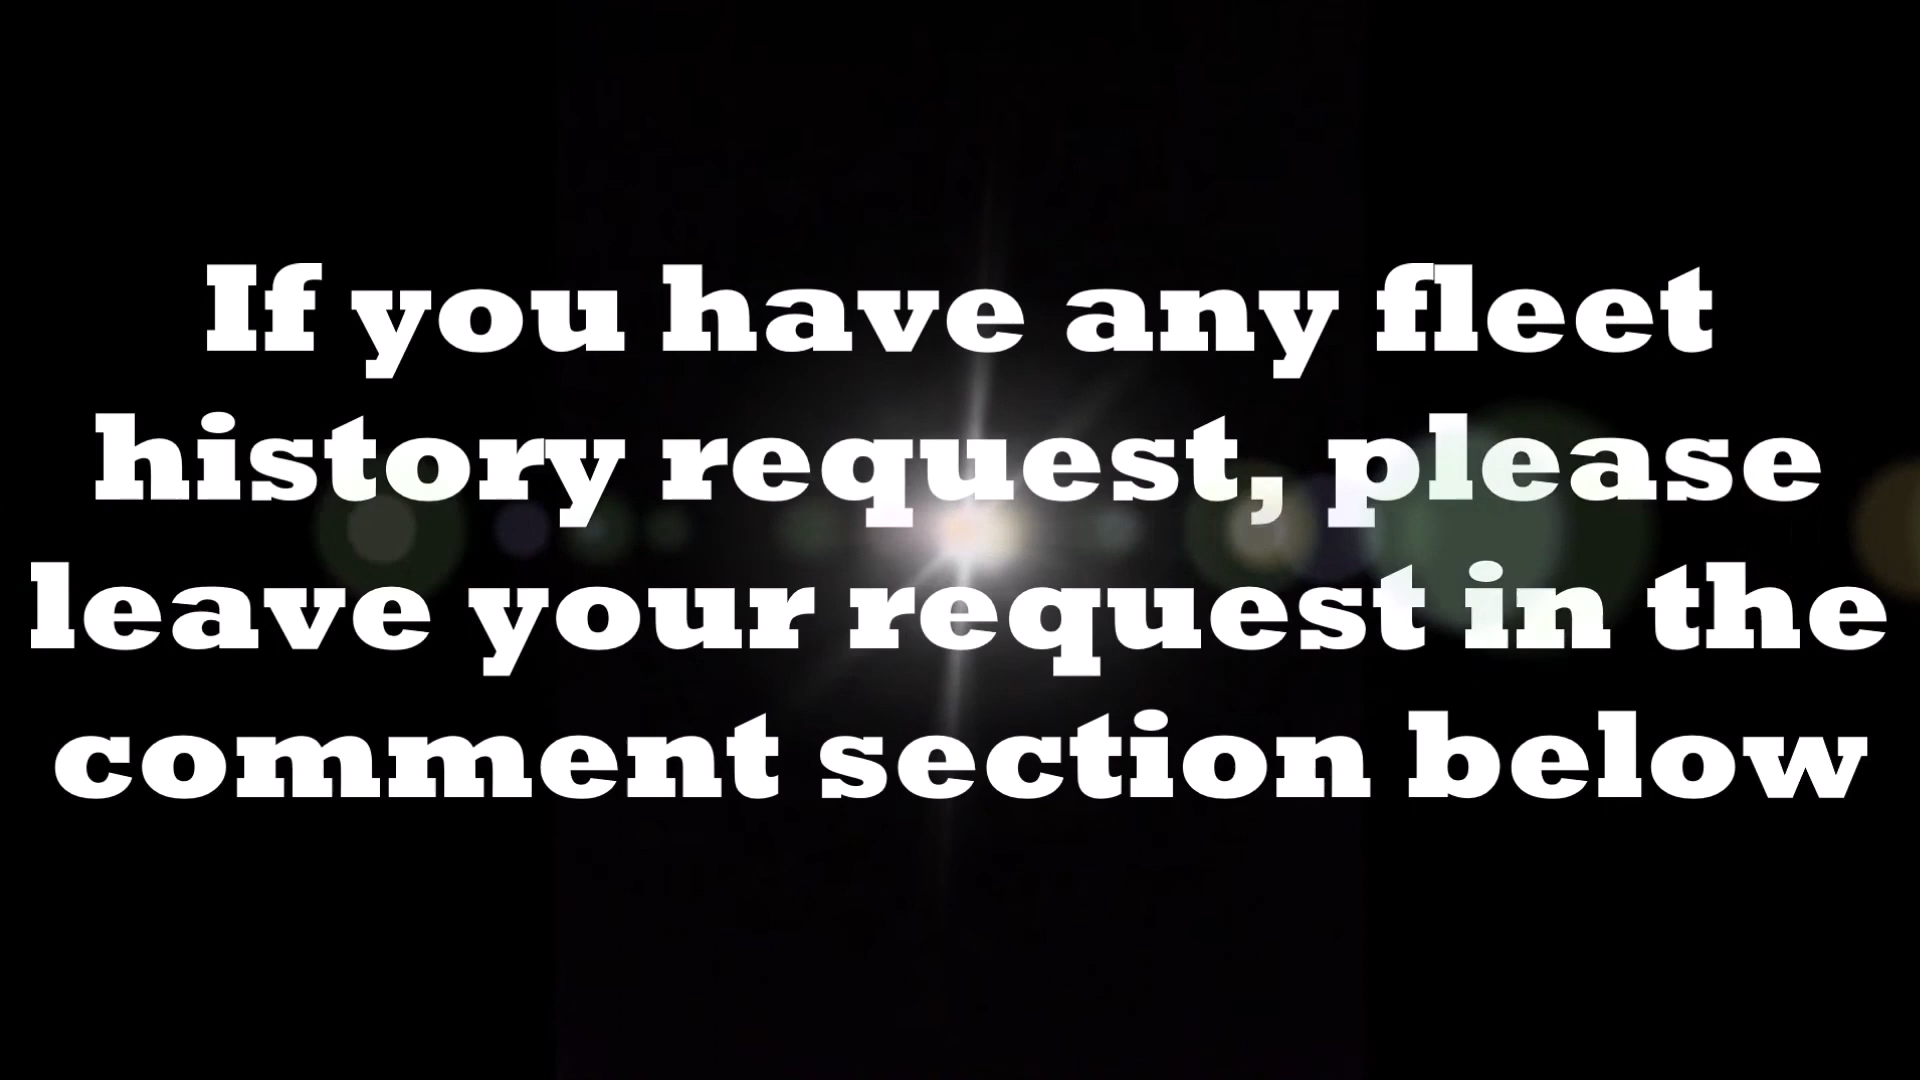 If you have any fleet
history request, please
leave your request in the
comment section below